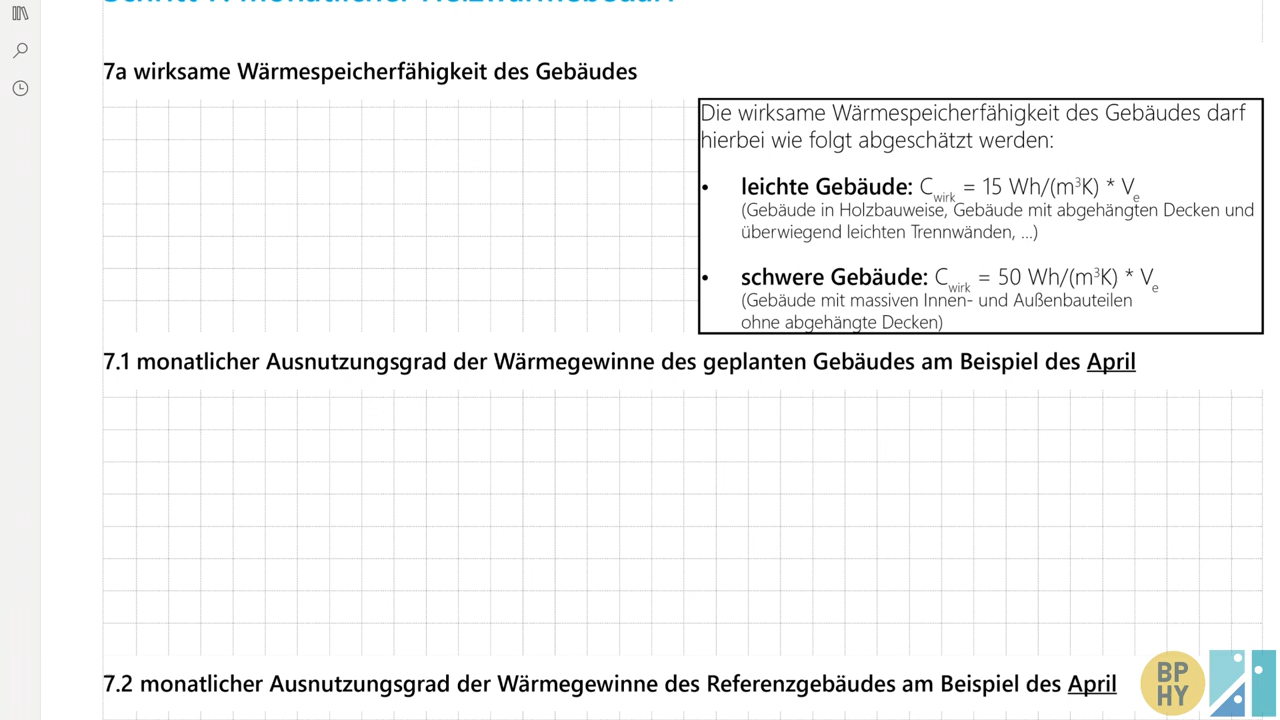 Schritt 7: monatlicher Heizwärmebedarf
7a wirksame Wärmespeicherfähigkeit des Gebäudes
Die wirksame Wärmespeicherfähigkeit des Gebäudes darf
hierbei wie folgt abgeschätzt werden:
• leichte Gebäude: Cwirk = 15 Wh/(m³K) * Ve
(Gebäude in Holzbauweise, Gebäude mit abgehängten Decken und
überwiegend leichten Trennwänden, ...)
• schwere Gebäude: Cwirk = 50 Wh/(m³K) * Ve
(Gebäude mit massiven Innen- und Außenbauteilen
ohne abgehängte Decken)
7.1 monatlicher Ausnutzungsgrad der Wärmegewinne des geplanten Gebäudes am Beispiel des April
7.2 monatlicher Ausnutzungsgrad der Wärmegewinne des Referenzgebäudes am Beispiel des April
BP
HY